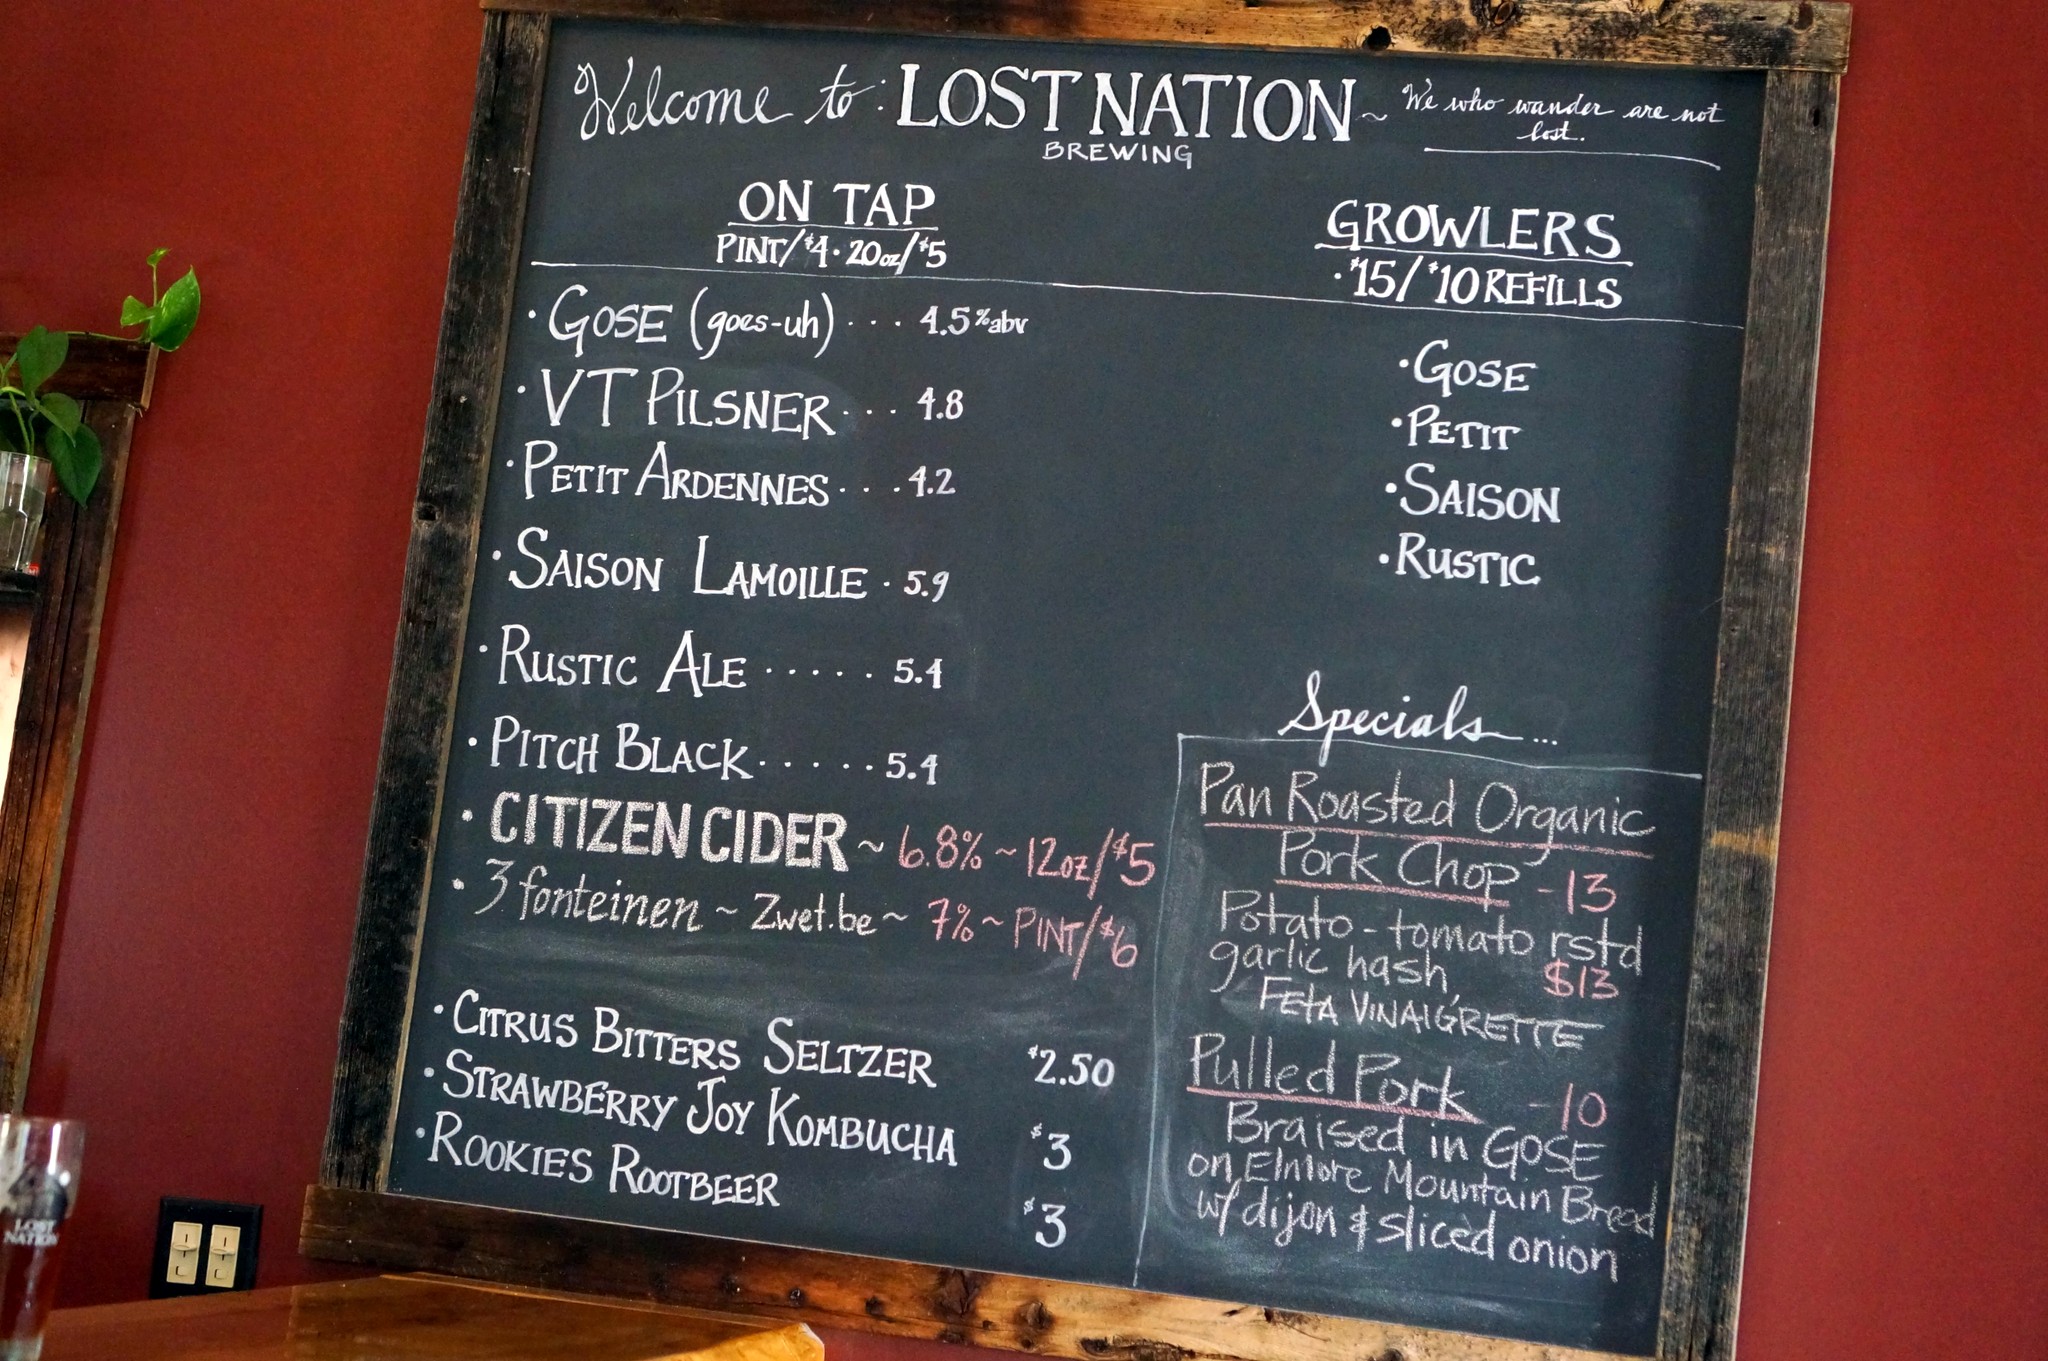 Welcome to: LOST NATION ~ We who wander are not
lost.
BREWING
ON TAP
PINT/$4 · 20oz/$5
· GOSE (goes-uh) ... 4.5%abv
· VT PILSNER ... 4.8
· PETIT ARDENNES ... 4.2
· SAISON LAMOILLE . 5.9
· RUSTIC ALE ..... 5.4
· PITCH BLACK ..... 5.4
· CITIZEN CIDER ~ 6.8% ~ 12oz/$5
· 3 fonteinen ~ Zwet.be ~ 7% ~ PINT/$6
· CITRUS BITTERS SELTZER $2.50
· STRAWBERRY JOY KOMBUCHA $3
· ROOKIES ROOTBEER $3
GROWLERS
· $15/$10 REFILLS
· GOSE
· PETIT
· SAISON
· RUSTIC
Specials...
Pan Roasted Organic
Pork Chop - 13
Potato - tomato rstd
garlic hash, $13
FETA VINAIGRETTE
Pulled Pork - 10
Braised in GOSE
on Elmore Mountain Bread
w/ dijon & sliced onion
LOST
NATION